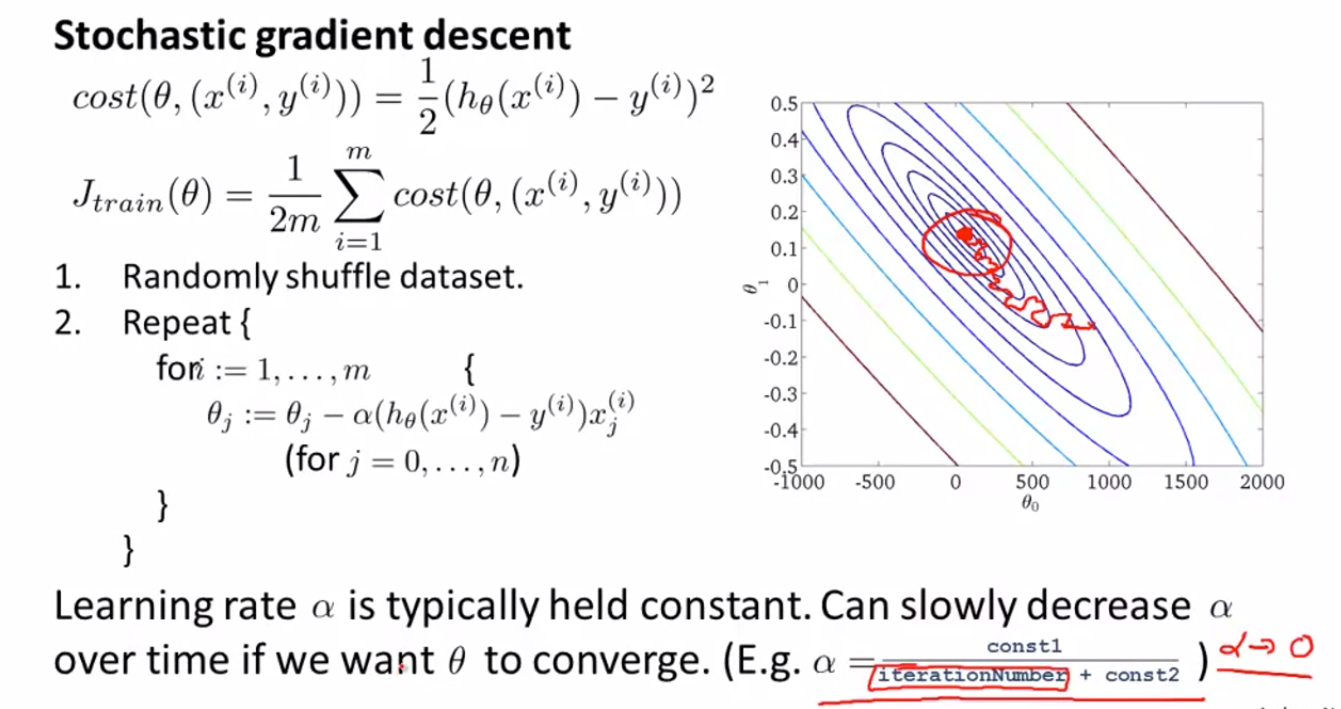 Stochastic gradient descent
cost(θ, (x^(i), y^(i))) = 1/2 (h_θ(x^(i)) − y^(i))²
J_train(θ) = 1/2m Σ_{i=1}^{m} cost(θ, (x^(i), y^(i)))
1. Randomly shuffle dataset.
2. Repeat {
for i := 1, . . . , m {
θ_j := θ_j − α(h_θ(x^(i)) − y^(i))x_j^(i)
(for j = 0, . . . , n)
}
}
0.5
0.4
0.3
0.2
0.1
0
-0.1
-0.2
-0.3
-0.4
-0.5
θ_1
-1000 -500 0 500 1000 1500 2000
θ_0
Learning rate α is typically held constant. Can slowly decrease α
over time if we want θ to converge. (E.g. α = const1 / iterationNumber + const2 ) α→0